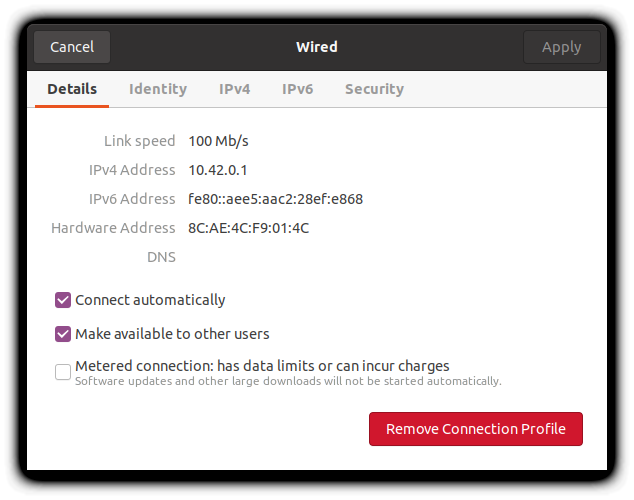 Cancel Wired Apply
Details Identity IPv4 IPv6 Security
Link speed 100 Mb/s
IPv4 Address 10.42.0.1
IPv6 Address fe80::aee5:aac2:28ef:e868
Hardware Address 8C:AE:4C:F9:01:4C
DNS
Connect automatically
Make available to other users
Metered connection: has data limits or can incur charges
Software updates and other large downloads will not be started automatically.
Remove Connection Profile